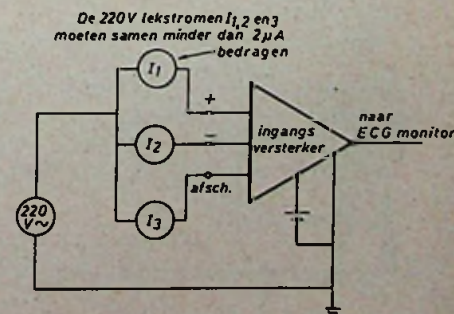 De 220V lekstromen I1,2 en3
moeten samen minder dan 2µA
bedragen
I1
+
naar
ECG monitor
ingangs
versterker
−
I2
afsch.
I3
220
V~